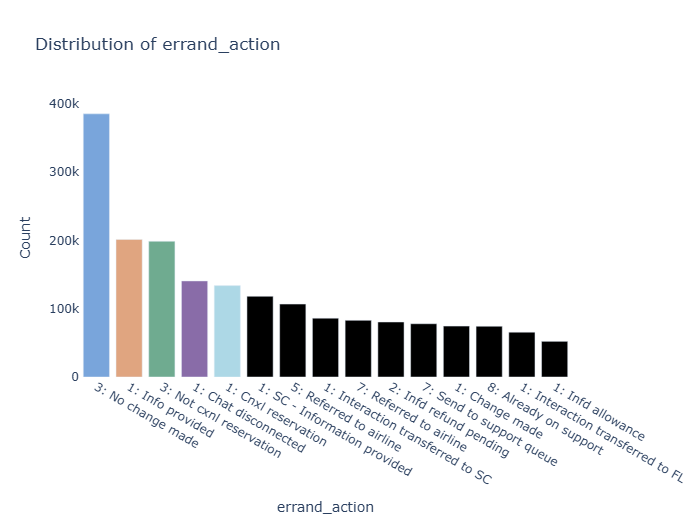 Distribution of errand_action
Count
400k
300k
200k
100k
0
3: No change made
1: Info provided
3: Not cxnl reservation
1: Chat disconnected
1: Cnxl reservation
1: SC - Information provided
5: Referred to airline
1: Interaction transferred to SC
7: Referred to airline
2: Infd refund pending
7: Send to support queue
1: Change made
8: Already on support
1: Interaction transferred to FL
1: Infd allowance
errand_action